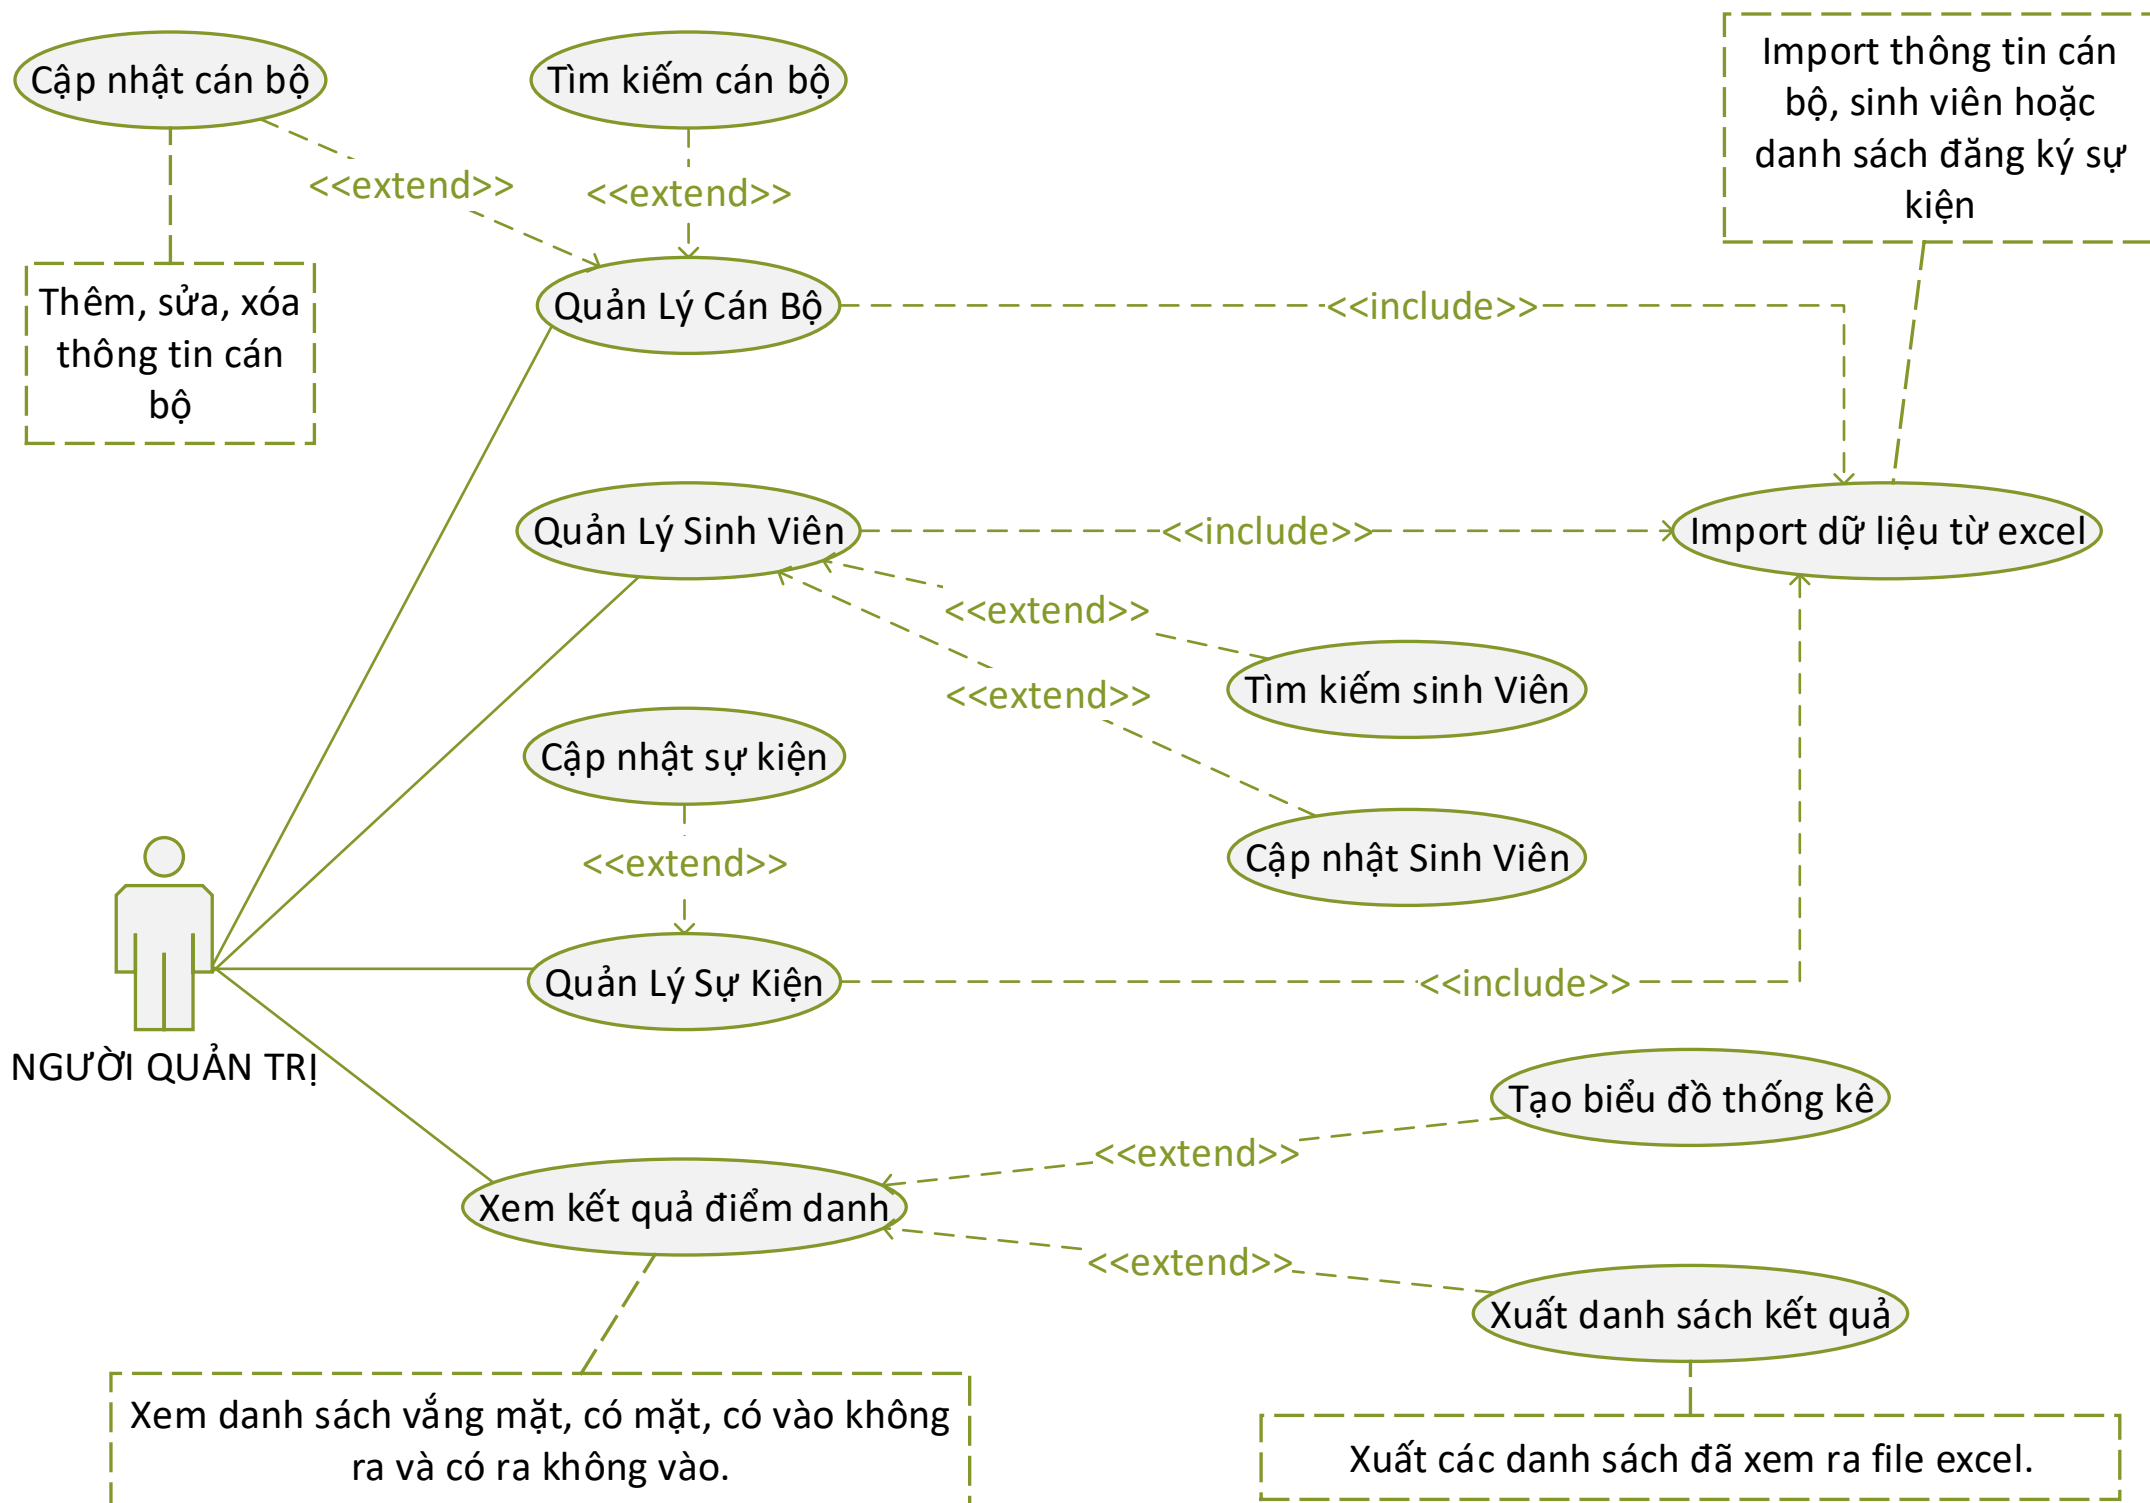 Cập nhật cán bộ
Tìm kiếm cán bộ
Import thông tin cán
bộ, sinh viên hoặc
danh sách đăng ký sự
kiện
<<extend>>
<<extend>>
Thêm, sửa, xóa
thông tin cán
bộ
Quản Lý Cán Bộ
<<include>>
Quản Lý Sinh Viên
<<include>>
Import dữ liệu từ excel
<<extend>>
Tìm kiếm sinh Viên
<<extend>>
Cập nhật sự kiện
<<extend>>
Cập nhật Sinh Viên
Quản Lý Sự Kiện
<<include>>
NGƯỜI QUẢN TRỊ
Tạo biểu đồ thống kê
<<extend>>
Xem kết quả điểm danh
<<extend>>
Xuất danh sách kết quả
Xem danh sách vắng mặt, có mặt, có vào không
ra và có ra không vào.
Xuất các danh sách đã xem ra file excel.